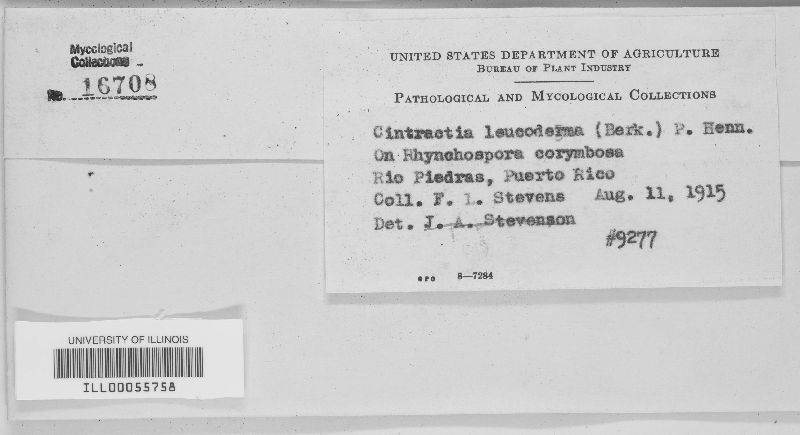 Mycological
Collections
No. 16708
UNITED STATES DEPARTMENT OF AGRICULTURE
BUREAU OF PLANT INDUSTRY
PATHOLOGICAL AND MYCOLOGICAL COLLECTIONS
Cintractia leucoderma (Berk.) P. Henn.
On Rhynchospora corymbosa
Rio Piedras, Puerto Rico
Coll. F. L. Stevens Aug. 11, 1915
Det. J. A. Stevenson
#9277
GPO 8—7284
UNIVERSITY OF ILLINOIS
ILL00055758